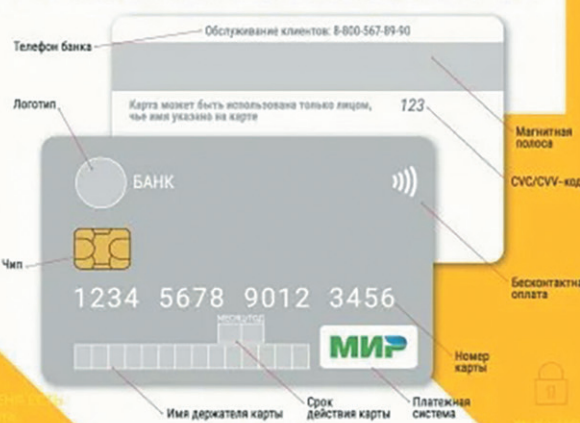 Обслуживание клиентов: 8-800-567-89-90
Телефон банка
Логотип
Карта может быть использована только лицом,
чье имя указано на карте
123
Магнитная
полоса
CVC/CVV-код
БАНК
Чип
Бесконтактна
оплата
1234 5678 9012 3456
МЕСЯЦ/ГОД
МИР
Номер
карты
Имя держателя карты
Срок
действия карты
Платежная
система